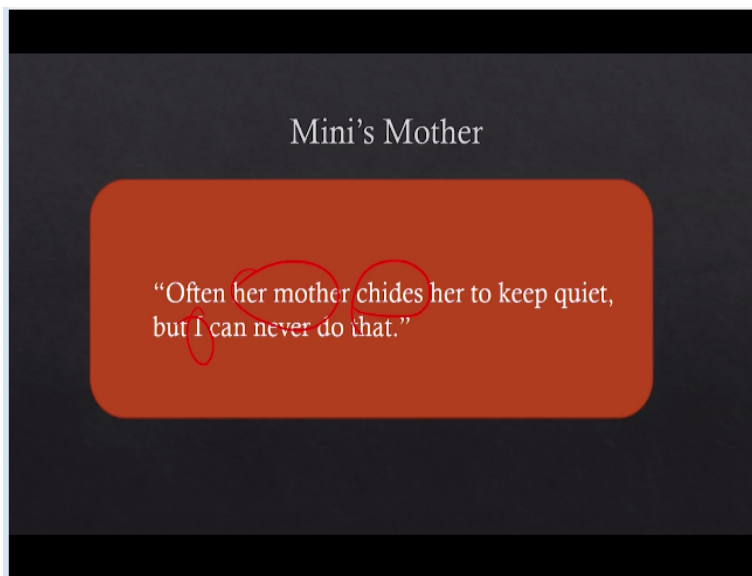 Mini’s Mother
“Often her mother chides her to keep quiet,
but I can never do that.”